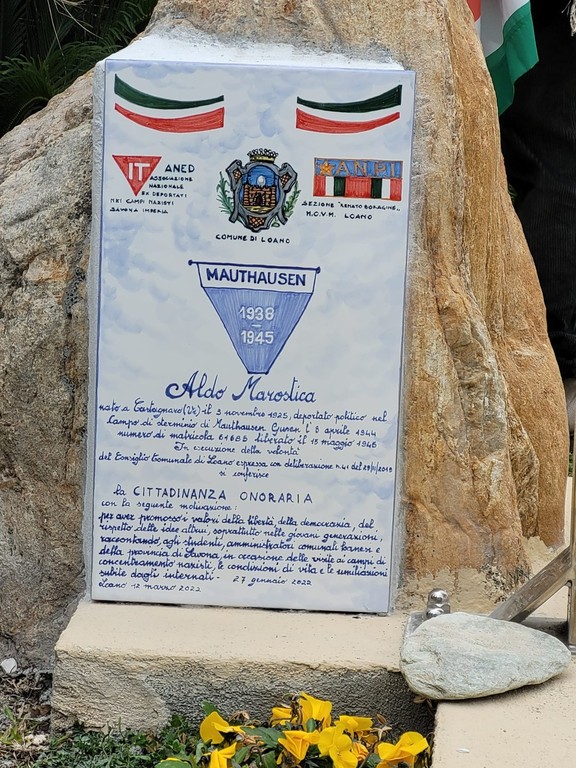 IT ANED
ASSOCIAZIONE
NAZIONALE
EX DEPORTATI
NEI CAMPI NAZISTI
SAVONA IMPERIA
COMUNE DI LOANO
A.N.P.I.
SEZIONE "RENATO BORAGINE"
M.O.V.M. LOANO
MAUTHAUSEN
1938
-
1945
Aldo Marostica
nato a (Vr) il 3 novembre 1925, deportato politico nel
campo di sterminio di Mauthausen Gusen l' 8 aprile 1944
numero di matricola liberato il 15 maggio 1945
In esecuzione della volontà
del Consiglio Comunale di Loano espressa con deliberazione n.41 del
si conferisce
la CITTADINANZA ONORARIA
con la seguente motivazione:
per aver promosso i valori della libertà, della democrazia, del
rispetto delle idee altrui, soprattutto nelle giovani generazioni,
raccontando, agli studenti, amministratori comunali loanesi e
della provincia di Savona, in occasione delle visite ai campi di
concentramento nazisti, le condizioni di vita e le umiliazioni
subite dagli internati - 27 gennaio 2022
Loano 12 marzo 2022